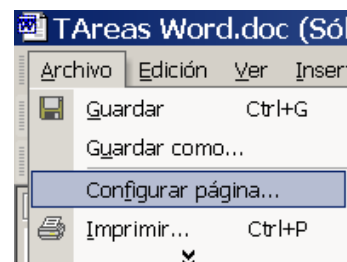 TAreas Word.doc (Sól
Archivo Edición Ver Inser
Guardar Ctrl+G
Guardar como...
Configurar página...
Imprimir... Ctrl+P